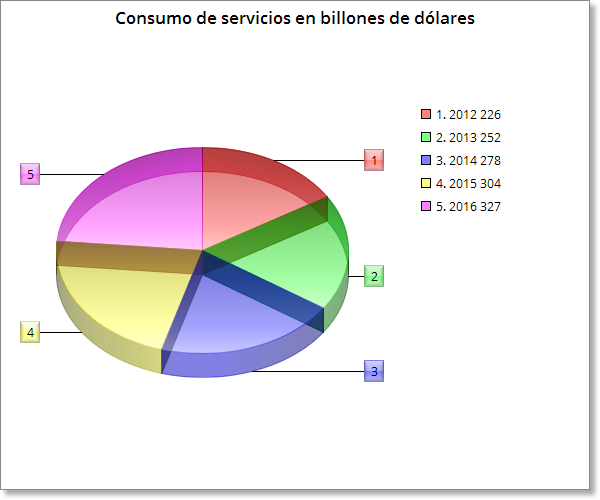 Consumo de servicios en billones de dólares
1. 2012 226
2. 2013 252
3. 2014 278
4. 2015 304
5. 2016 327
1
5
2
4
3